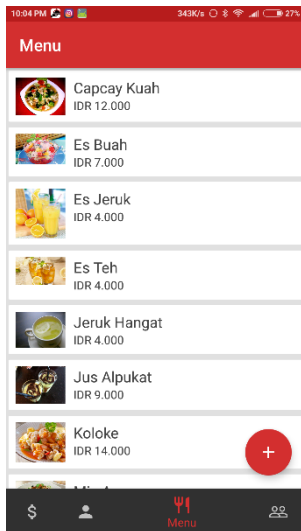 10:04 PM
343K/s
27%
Menu
Capcay Kuah
IDR 12.000
Es Buah
IDR 7.000
Es Jeruk
IDR 4.000
Es Teh
IDR 4.000
Jeruk Hangat
IDR 4.000
Jus Alpukat
IDR 9.000
Koloke
IDR 14.000
Menu